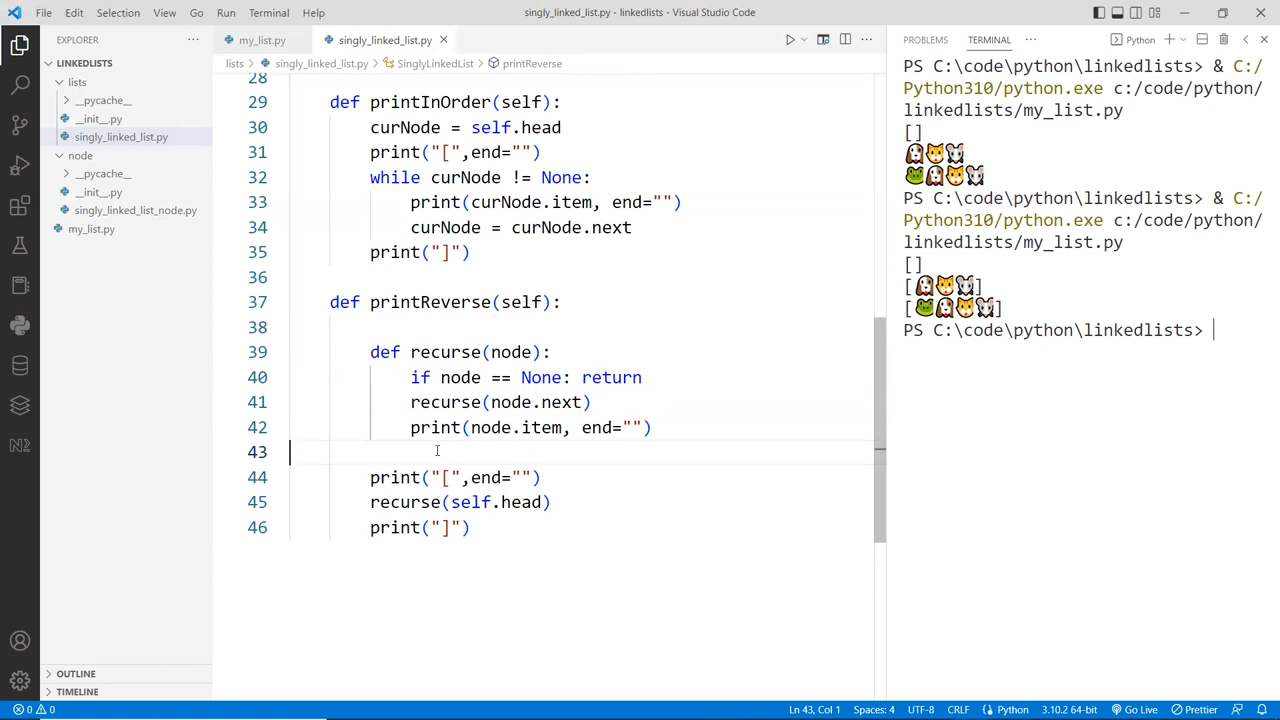 File Edit Selection View Go Run Terminal Help
singly_linked_list.py - linkedlists - Visual Studio Code
EXPLORER
LINKEDLISTS
lists
__pycache__
__init__.py
singly_linked_list.py
node
__pycache__
__init__.py
singly_linked_list_node.py
my_list.py
OUTLINE
TIMELINE
my_list.py
singly_linked_list.py
lists > singly_linked_list.py > SinglyLinkedList > printReverse
28
29 def printInOrder(self):
30 curNode = self.head
31 print("[",end="")
32 while curNode != None:
33 print(curNode.item, end="")
34 curNode = curNode.next
35 print("]")
36
37 def printReverse(self):
38
39 def recurse(node):
40 if node == None: return
41 recurse(node.next)
42 print(node.item, end="")
43
44 print("[",end="")
45 recurse(self.head)
46 print("]")
PROBLEMS TERMINAL
Python
PS C:\code\python\linkedlists> & C:/
Python310/python.exe c:/code/python/
linkedlists/my_list.py
[]
🐶🐱🐭
🐸🐶🐱🐭
PS C:\code\python\linkedlists> & C:/
Python310/python.exe c:/code/python/
linkedlists/my_list.py
[]
[🐶🐱🐭]
[🐸🐶🐱🐭]
PS C:\code\python\linkedlists>
0 0
Ln 43, Col 1 Spaces: 4 UTF-8 CRLF Python 3.10.2 64-bit Go Live Prettier